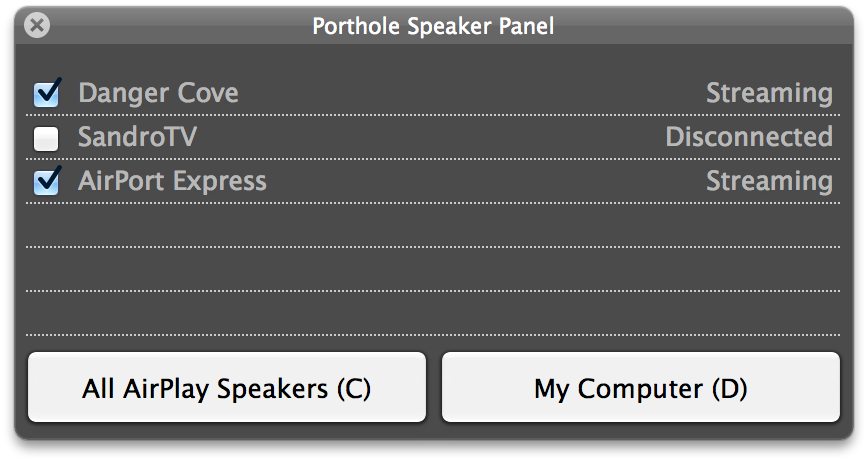 Porthole Speaker Panel
Danger Cove Streaming
SandroTV Disconnected
AirPort Express Streaming
All AirPlay Speakers (C) My Computer (D)